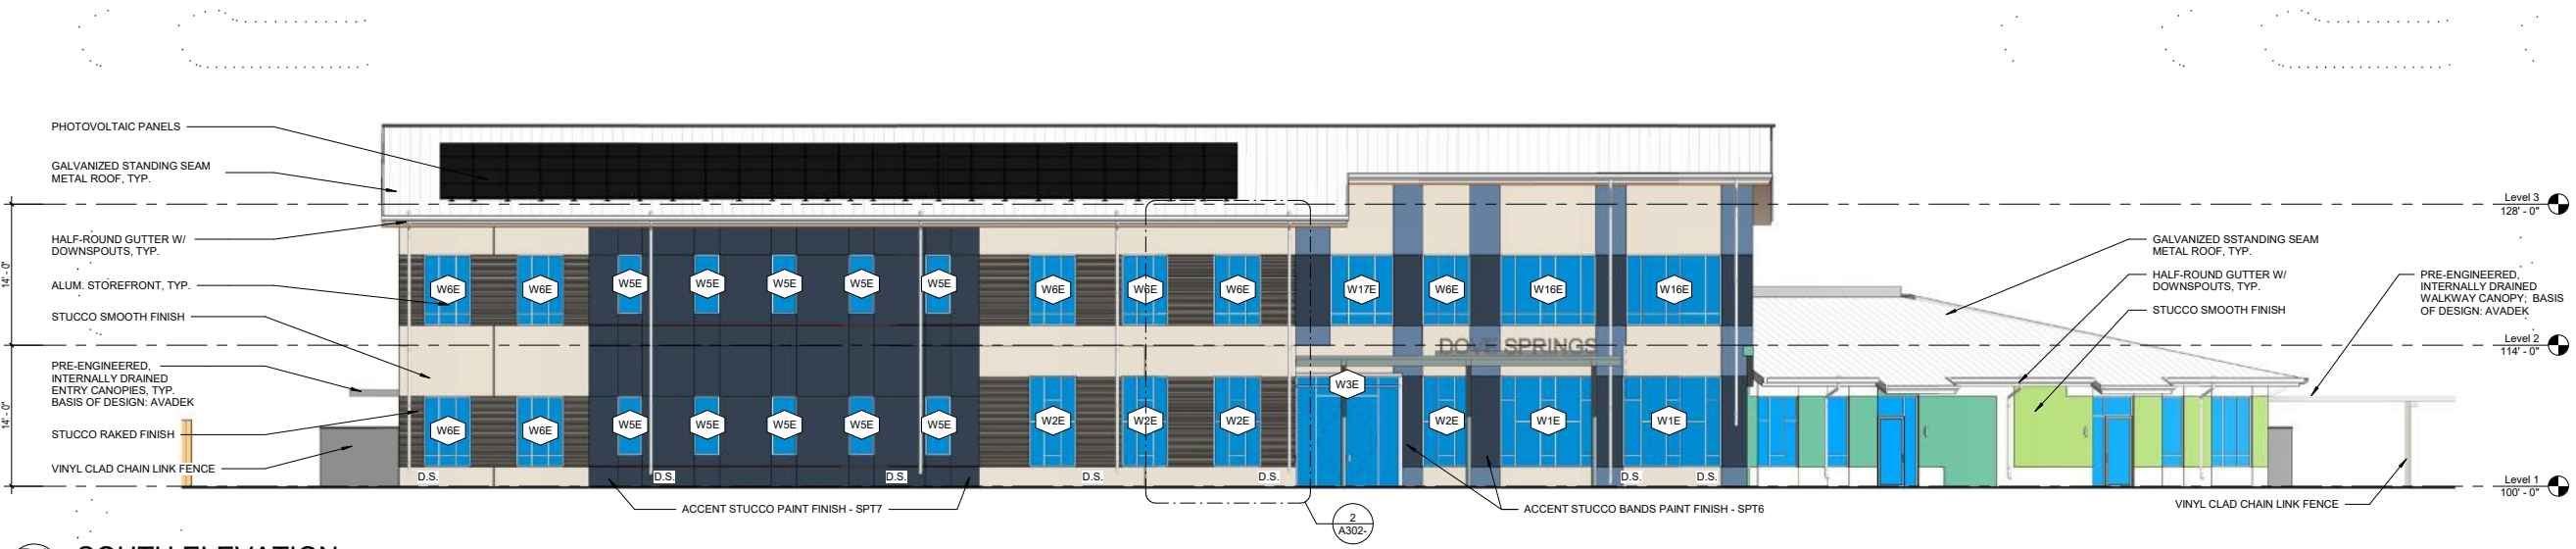 PHOTOVOLTAIC PANELS
GALVANIZED STANDING SEAM
METAL ROOF, TYP.
HALF-ROUND GUTTER W/
DOWNSPOUTS, TYP.
ALUM. STOREFRONT, TYP.
STUCCO SMOOTH FINISH
PRE-ENGINEERED,
INTERNALLY DRAINED
ENTRY CANOPIES, TYP.
BASIS OF DESIGN: AVADEK
STUCCO RAKED FINISH
VINYL CLAD CHAIN LINK FENCE
14' - 0"
14' - 0"
W6E W6E W5E W5E W5E W5E W5E W6E W6E W6E W17E W6E W16E W16E
DOVE SPRINGS
W3E
W6E W6E W5E W5E W5E W5E W5E W2E W2E W2E W2E W1E W1E
D.S. D.S. D.S. D.S. D.S. D.S. D.S.
ACCENT STUCCO PAINT FINISH - SPT7
2
A302-
ACCENT STUCCO BANDS PAINT FINISH - SPT6
GALVANIZED SSTANDING SEAM
METAL ROOF, TYP.
HALF-ROUND GUTTER W/
DOWNSPOUTS, TYP.
STUCCO SMOOTH FINISH
PRE-ENGINEERED,
INTERNALLY DRAINED
WALKWAY CANOPY; BASIS
OF DESIGN: AVADEK
VINYL CLAD CHAIN LINK FENCE
Level 3
128' - 0"
Level 2
114' - 0"
Level 1
100' - 0"
SOUTH ELEVATION